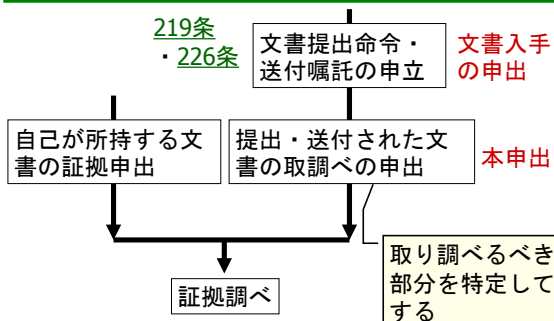 219条
・226条
文書提出命令・
送付嘱託の申立
文書入手
の申出
自己が所持する文
書の証拠申出
提出・送付された文
書の取調べの申出
本申出
取り調べるべき
部分を特定して
する
証拠調べ